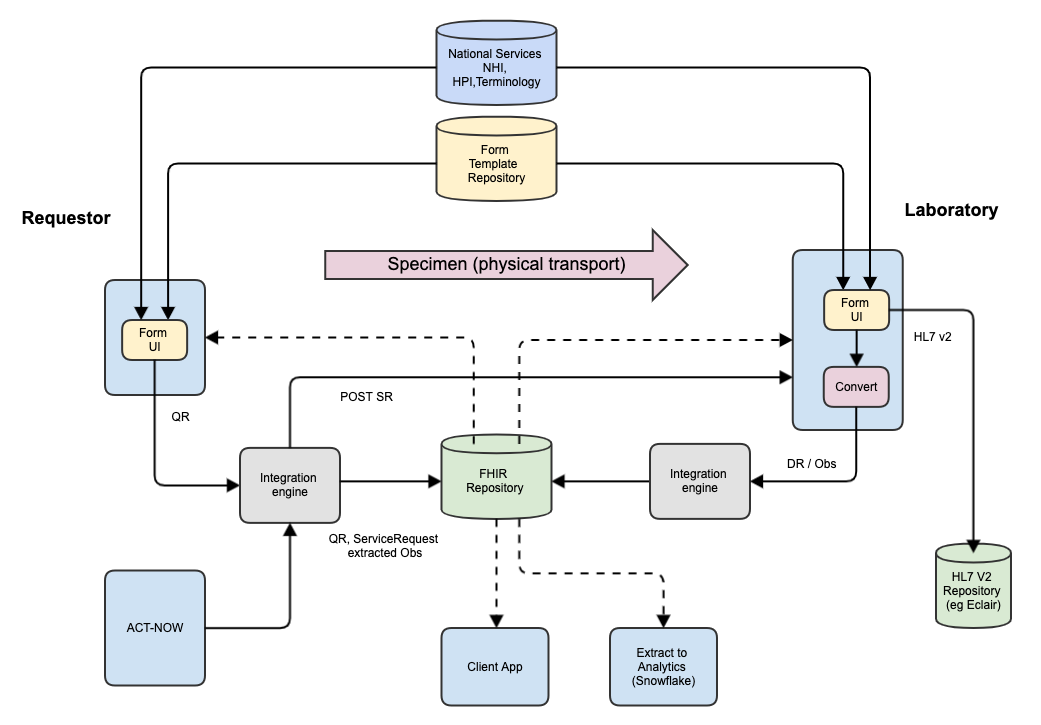 National Services
NHI,
HPI,Terminology
Form
Template
Repository
Requestor
Laboratory
Specimen (physical transport)
Form
UI
Form
UI
HL7 v2
Convert
POST SR
QR
Integration
engine
FHIR
Repository
Integration
engine
DR / Obs
QR, ServiceRequest
extracted Obs
HL7 V2
Repository
(eg Eclair)
ACT-NOW
Client App
Extract to
Analytics
(Snowflake)